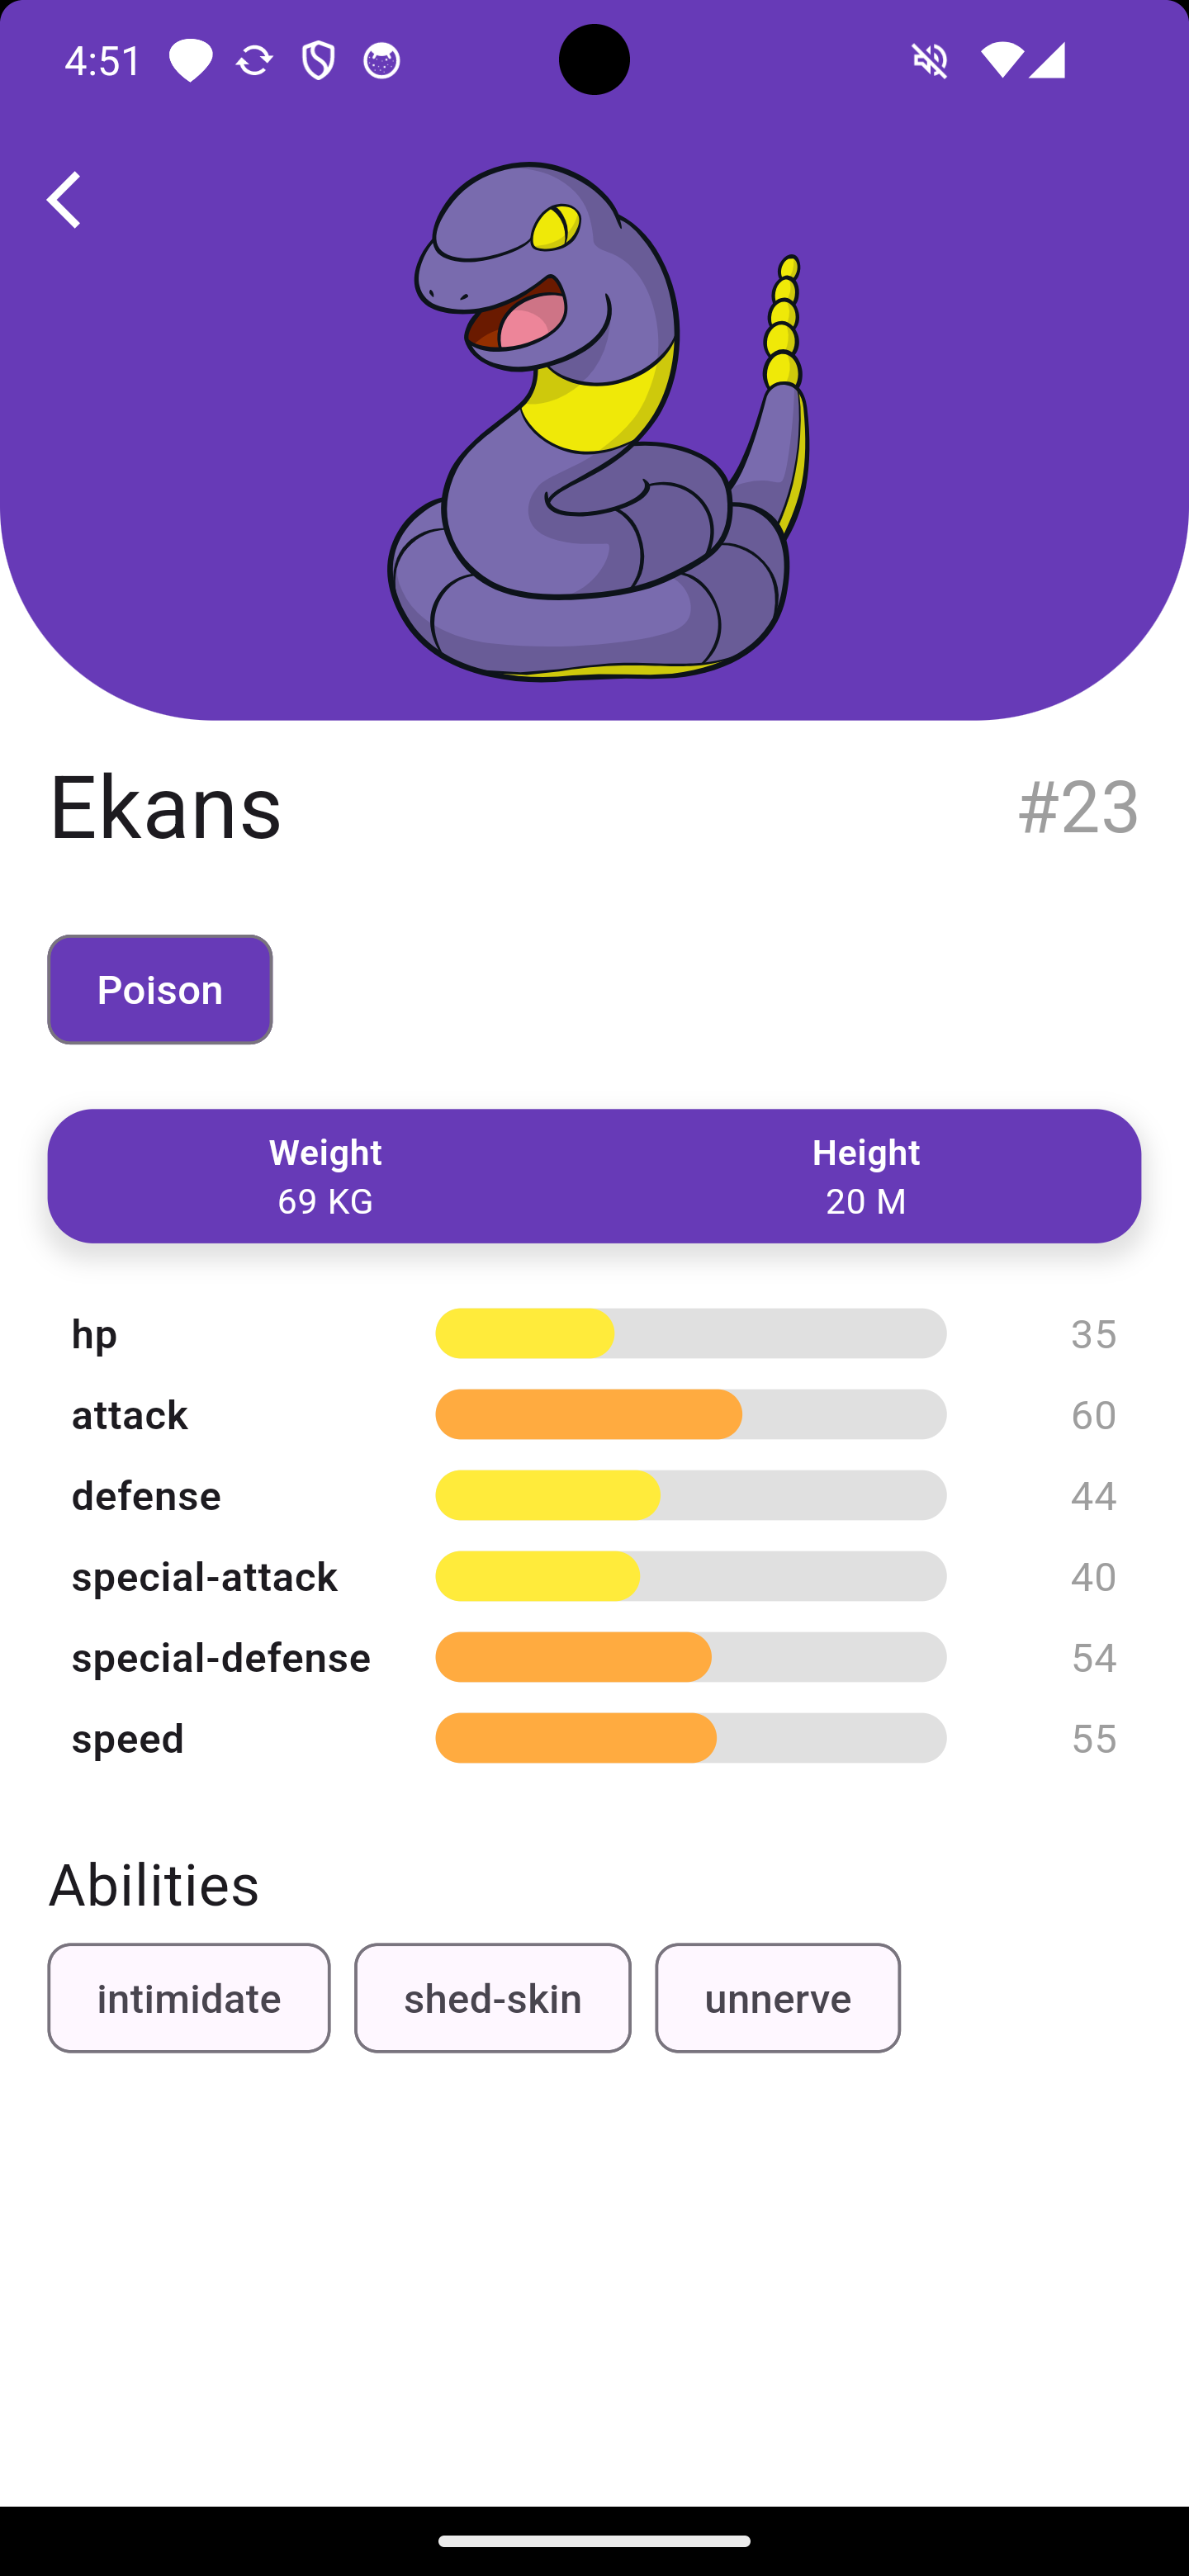 4:51
Ekans #23
Poison
Weight Height
69 KG 20 M
hp 35
attack 60
defense 44
special-attack 40
special-defense 54
speed 55
Abilities
intimidate shed-skin unnerve